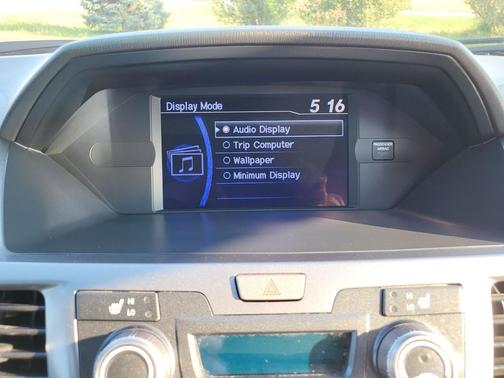 Display Mode 5 16
Audio Display
Trip Computer
Wallpaper
Minimum Display
PASSENGER
AIRBAG
HI
LO
HI
LO